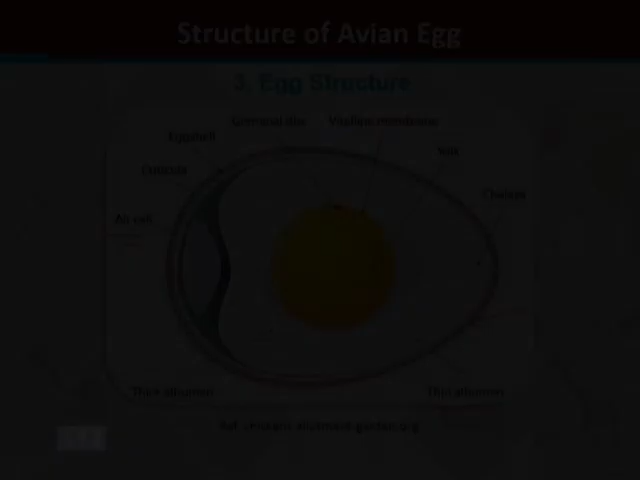 Structure of Avian Egg
3. Egg Structure
Germinal disc Vitelline membrane
Eggshell
Yolk
Cuticula
Chalaza
Air cell
Thick albumen Thin albumen